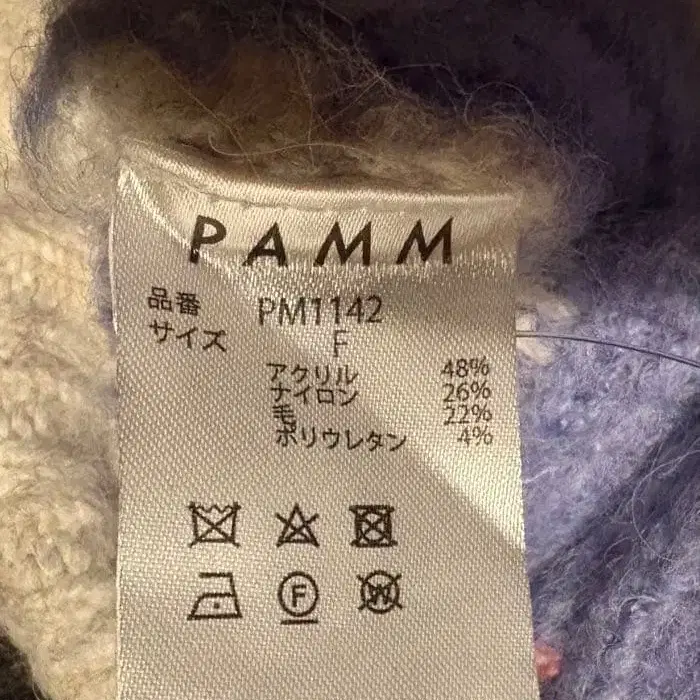 PAMM
品番 PM1142
サイズ F
アクリル 48%
ナイロン 26%
毛 22%
ポリウレタン 4%
F W